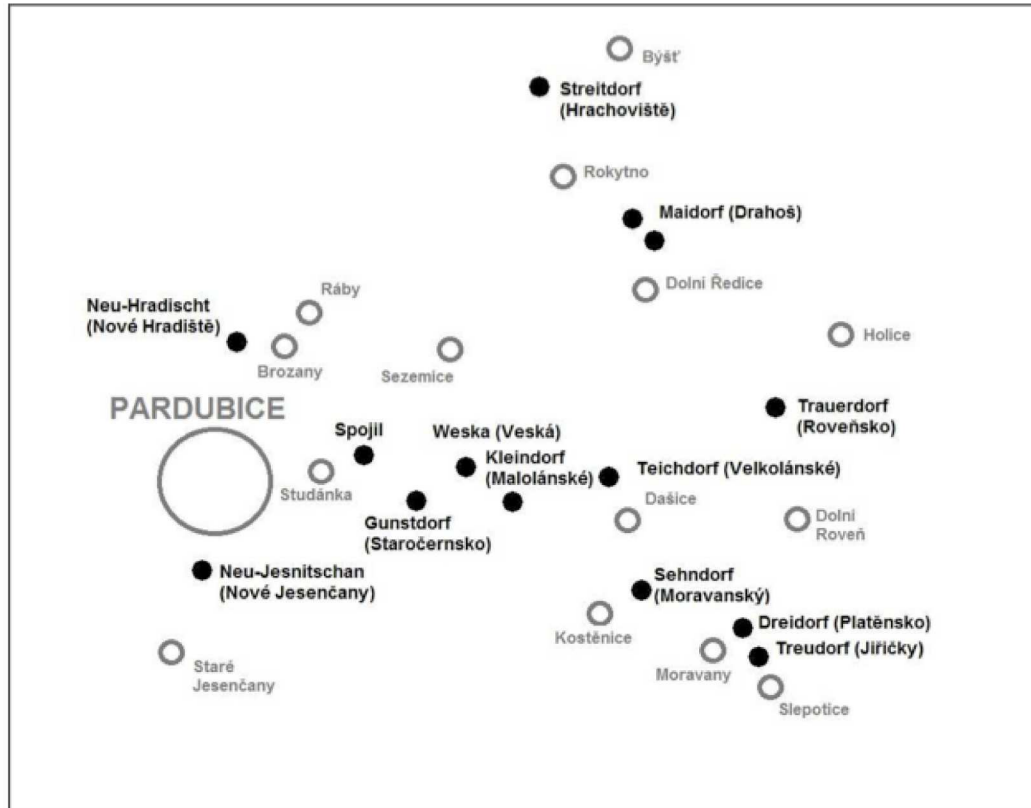 Býšť
Streitdorf
(Hrachoviště)
Rokytno
Maidorf (Drahoš)
Dolní Ředice
Ráby
Neu-Hradischt
(Nové Hradiště)
Holice
Brozany
Sezemice
PARDUBICE
Trauerdorf
(Roveňsko)
Spojil
Weska (Veská)
Kleindorf
(Malolánské)
Teichdorf (Velkolánské)
Studánka
Dašice
Gunstdorf
(Staročernsko)
Dolní
Roveň
Neu-Jesnitschan
(Nové Jesenčany)
Sehndorf
(Moravanský)
Dreidorf (Platěnsko)
Kostěnice
Treudorf (Jiřičky)
Staré
Jesenčany
Moravany
Slepotice